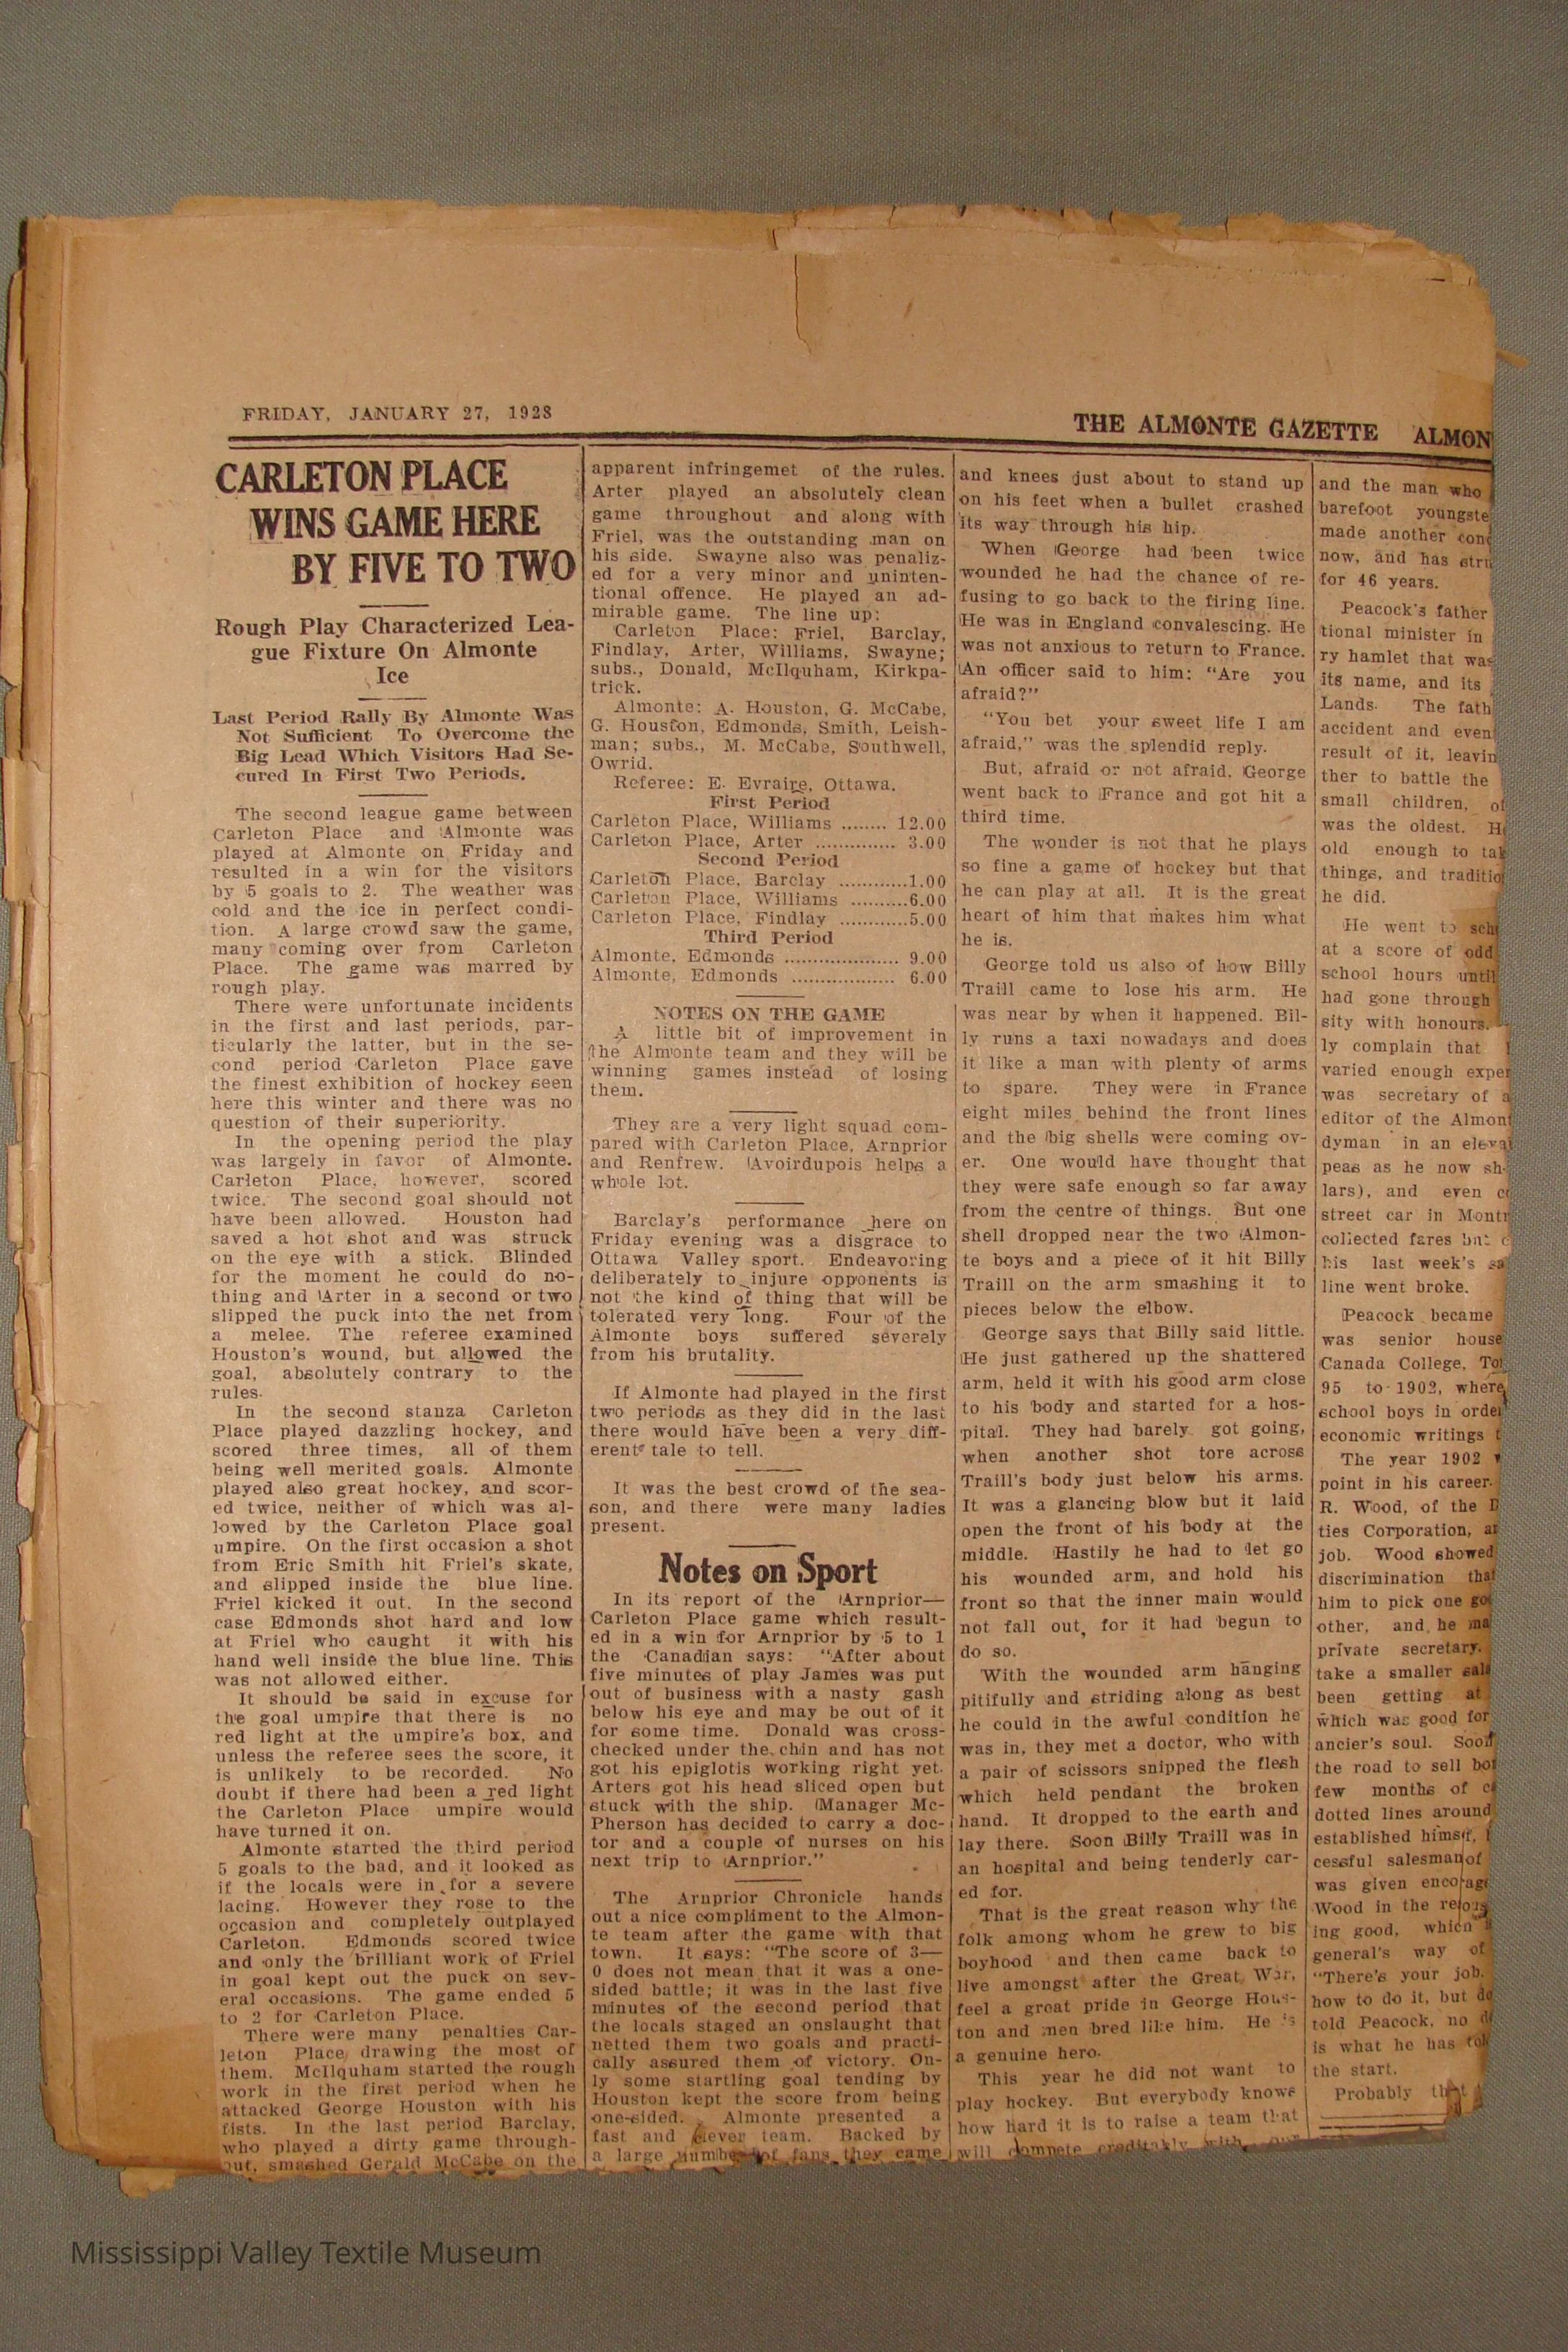 FRIDAY, JANUARY 27, 1928
THE ALMONTE GAZETTE ALMON
CARLETON PLACE
WINS GAME HERE
BY FIVE TO TWO
Rough Play Characterized Lea-
gue Fixture On Almonte
Ice
Last Period Rally By Almonte Was
Not Sufficient To Overcome the
Big Lead Which Visitors Had Se-
cured In First Two Periods.
The second league game between
Carleton Place and Almonte was
played at Almonte on Friday and
resulted in a win for the visitors
by 5 goals to 2. The weather was
cold and the ice in perfect condi-
tion. A large crowd saw the game,
many coming over from Carleton
Place. The game was marred by
rough play.
There were unfortunate incidents
in the first and last periods, par-
ticularly the latter, but in the se-
cond period Carleton Place gave
the finest exhibition of hockey seen
here this winter and there was no
question of their superiority.
In the opening period the play
was largely in favor of Almonte.
Carleton Place, however, scored
twice. The second goal should not
have been allowed. Houston had
saved a hot shot and was struck
on the eye with a stick. Blinded
for the moment he could do no-
thing and Arter in a second or two
slipped the puck into the net from
a melee. The referee examined
Houston's wound, but allowed the
goal, absolutely contrary to the
rules.
In the second stanza Carleton
Place played dazzling hockey, and
scored three times, all of them
being well merited goals. Almonte
played also great hockey, and scor-
ed twice, neither of which was al-
lowed by the Carleton Place goal
umpire. On the first occasion a shot
from Eric Smith hit Friel's skate,
and slipped inside the blue line.
Friel kicked it out. In the second
case Edmonds shot hard and low
at Friel who caught it with his
hand well inside the blue line. This
was not allowed either.
It should be said in excuse for
the goal umpire that there is no
red light at the umpire's box, and
unless the referee sees the score, it
is unlikely to be recorded. No
doubt if there had been a red light
the Carleton Place umpire would
have turned it on.
Almonte started the third period
5 goals to the bad, and it looked as
if the locals were in for a severe
lacing. However they rose to the
occasion and completely outplayed
Carleton. Edmonds scored twice
and only the brilliant work of Friel
in goal kept out the puck on sev-
eral occasions. The game ended 5
to 2 for Carleton Place.
There were many penalties Car-
leton Place drawing the most of
them. McIlquham started the rough
work in the first period when he
attacked George Houston with his
fists. In the last period Barclay,
who played a dirty game through-
out, smashed Gerald McCabe on the
apparent infringemet of the rules.
Arter played an absolutely clean
game throughout and along with
Friel, was the outstanding man on
his side. Swayne also was penaliz-
ed for a very minor and uninten-
tional offence. He played an ad-
mirable game. The line up:
Carleton Place: Friel, Barclay,
Findlay, Arter, Williams, Swayne;
subs., Donald, McIlquham, Kirkpa-
trick.
Almonte: A. Houston, G. McCabe,
G. Houston, Edmonds, Smith, Leish-
man; subs., M. McCabe, Southwell,
Owrid.
Referee: E. Evraire, Ottawa.
First Period
Carleton Place, Williams ........ 12.00
Carleton Place, Arter .............. 3.00
Second Period
Carleton Place, Barclay ............1.00
Carleton Place, Williams ..........6.00
Carleton Place, Findlay ............5.00
Third Period
Almonte, Edmonds .................... 9.00
Almonte, Edmonds .................. 6.00
NOTES ON THE GAME
A little bit of improvement in
the Almonte team and they will be
winning games instead of losing
them.
They are a very light squad com-
pared with Carleton Place, Arnprior
and Renfrew. Avoirdupois helps a
whole lot.
Barclay's performance here on
Friday evening was a disgrace to
Ottawa Valley sport. Endeavoring
deliberately to injure opponents is
not the kind of thing that will be
tolerated very long. Four of the
Almonte boys suffered severely
from his brutality.
If Almonte had played in the first
two periods as they did in the last
there would have been a very diff-
erent tale to tell.
It was the best crowd of the sea-
son, and there were many ladies
present.
Notes on Sport
In its report of the Arnprior—
Carleton Place game which result-
ed in a win for Arnprior by 5 to 1
the Canadian says: "After about
five minutes of play James was put
out of business with a nasty gash
below his eye and may be out of it
for some time. Donald was cross-
checked under the chin and has not
got his epiglotis working right yet.
Arters got his head sliced open but
stuck with the ship. Manager Mc-
Pherson has decided to carry a doc-
tor and a couple of nurses on his
next trip to Arnprior."
The Arnprior Chronicle hands
out a nice compliment to the Almon-
te team after the game with that
town. It says: "The score of 3—
0 does not mean that it was a one-
sided battle; it was in the last five
minutes of the second period that
the locals staged an onslaught that
netted them two goals and practi-
cally assured them of victory. On-
ly some startling goal tending by
Houston kept the score from being
one-sided. Almonte presented a
fast and clever team. Backed by
a large number of fans they came
and knees just about to stand up
on his feet when a bullet crashed
its way through his hip.
When George had been twice
wounded he had the chance of re-
fusing to go back to the firing line.
He was in England convalescing. He
was not anxious to return to France.
An officer said to him: "Are you
afraid?"
"You bet your sweet life I am
afraid," was the splendid reply.
But, afraid or not afraid, George
went back to France and got hit a
third time.
The wonder is not that he plays
so fine a game of hockey but that
he can play at all. It is the great
heart of him that makes him what
he is.
George told us also of how Billy
Traill came to lose his arm. He
was near by when it happened. Bil-
ly runs a taxi nowadays and does
it like a man with plenty of arms
to spare. They were in France
eight miles behind the front lines
and the big shells were coming ov-
er. One would have thought that
they were safe enough so far away
from the centre of things. But one
shell dropped near the two Almon-
te boys and a piece of it hit Billy
Traill on the arm smashing it to
pieces below the elbow.
George says that Billy said little.
He just gathered up the shattered
arm, held it with his good arm close
to his body and started for a hos-
pital. They had barely got going,
when another shot tore across
Traill's body just below his arms.
It was a glancing blow but it laid
open the front of his body at the
middle. Hastily he had to let go
his wounded arm, and hold his
front so that the inner main would
not fall out, for it had begun to
do so.
With the wounded arm hanging
pitifully and striding along as best
he could in the awful condition he
was in, they met a doctor, who with
a pair of scissors snipped the flesh
which held pendant the broken
hand. It dropped to the earth and
lay there. Soon Billy Traill was in
an hospital and being tenderly car-
ed for.
That is the great reason why the
folk among whom he grew to big
boyhood and then came back to
live amongst after the Great War,
feel a great pride in George Hous-
ton and men bred like him. He is
a genuine hero.
This year he did not want to
play hockey. But everybody knows
how hard it is to raise a team that
will compete creditably with our
and the man who
barefoot youngste
made another con
now, and has stru
for 46 years.
Peacock's father
tional minister in
ry hamlet that was
its name, and its
Lands. The fath
accident and even
result of it, leavin
ther to battle the
small children, of
was the oldest. H
old enough to tak
things, and traditio
he did.
He went to sch
at a score of odd
school hours until
had gone through
sity with honours.
ly complain that
varied enough exper
was secretary of a
editor of the Almon
dyman in an eleva
peas as he now sh
lars), and even c
street car in Montr
collected fares but
his last week's sa
line went broke.
Peacock became
was senior house
Canada College, Tor
95 to 1902, where
school boys in order
economic writings
The year 1902
point in his career.
R. Wood, of the D
ties Corporation, a
job. Wood showed
discrimination that
him to pick one go
other, and he ma
private secretary.
take a smaller sala
been getting at
which was good for
ancier's soul. Soon
the road to sell bo
few months of c
dotted lines around
established himself,
cessful salesman of
was given
Wood in the
ing good, which
general's way of
"There's your job.
how to do it, but do
told Peacock, no
is what he has tol
the start.
Probably that
Mississippi Valley Textile Museum